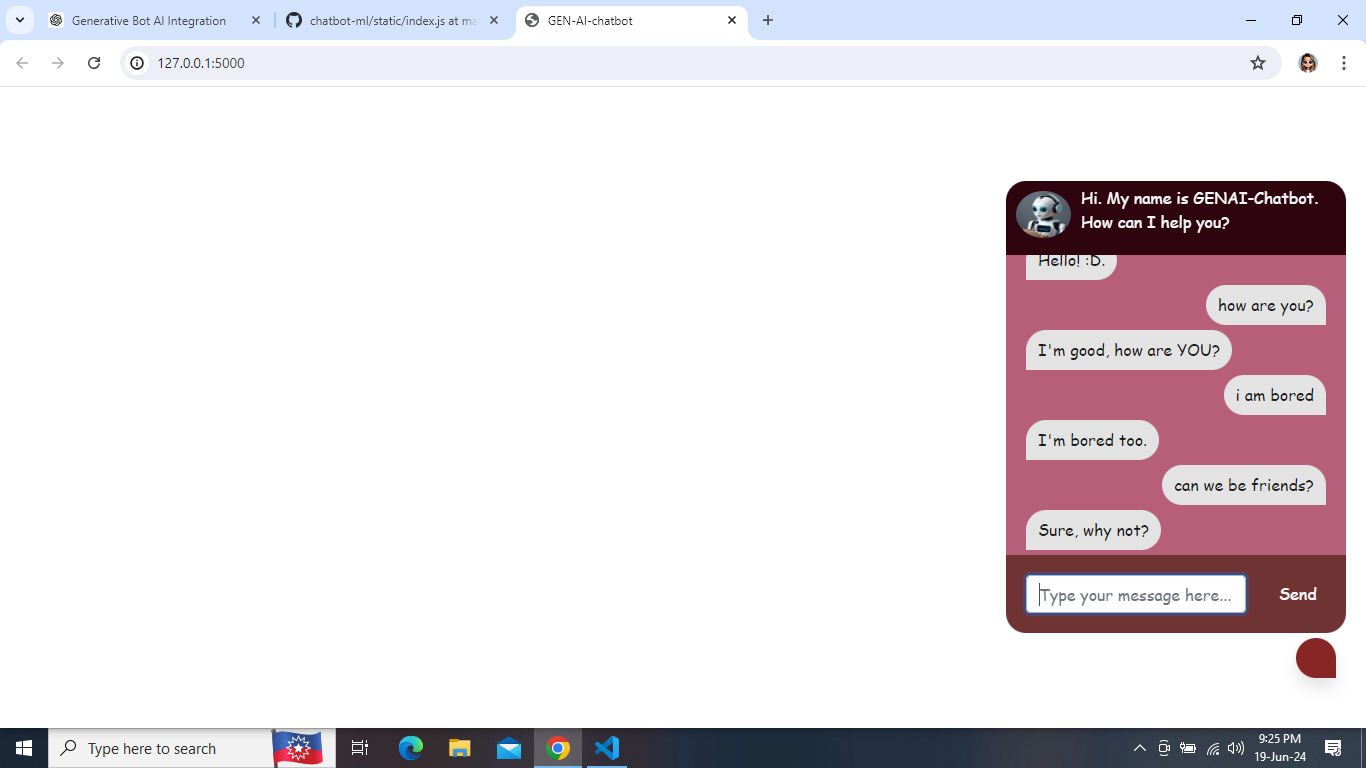 Generative Bot AI Integration
chatbot-ml/static/index.js at ma
GEN-AI-chatbot
127.0.0.1:5000
Hi. My name is GENAI-Chatbot.
How can I help you?
Hello! :D.
how are you?
I'm good, how are YOU?
i am bored
I'm bored too.
can we be friends?
Sure, why not?
Type your message here...
Send
Type here to search
9:25 PM
19-Jun-24